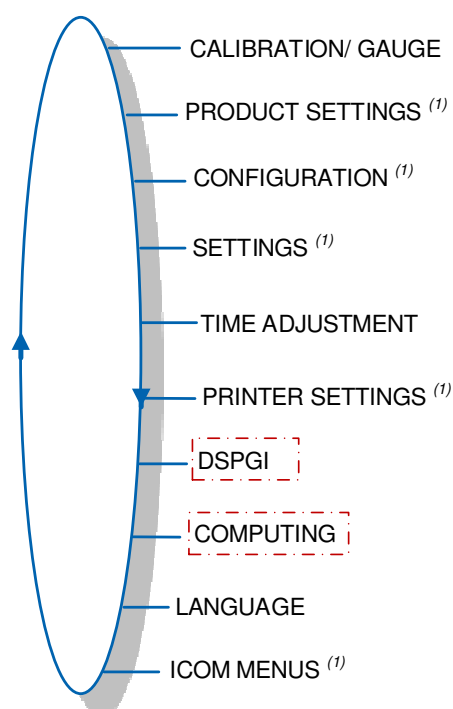 CALIBRATION/ GAUGE
PRODUCT SETTINGS (1)
CONFIGURATION (1)
SETTINGS (1)
TIME ADJUSTMENT
PRINTER SETTINGS (1)
DSPGI
COMPUTING
LANGUAGE
ICOM MENUS (1)